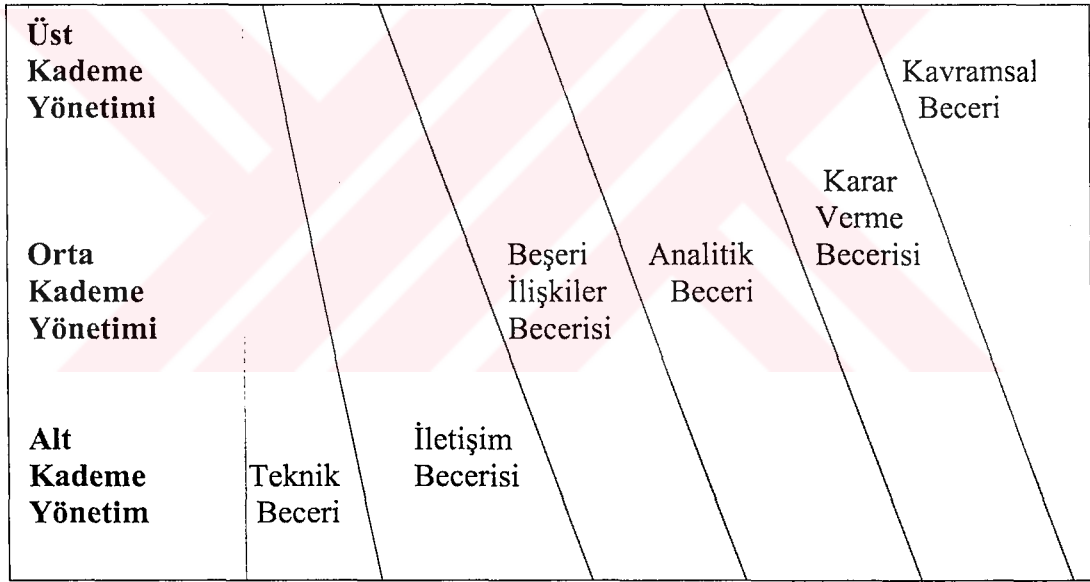 Üst
Kademe
Yönetimi
Kavramsal
Beceri
Karar
Verme
Becerisi
Orta
Kademe
Yönetimi
Beşeri
İlişkiler
Becerisi
Analitik
Beceri
Alt
Kademe
Yönetim
Teknik
Beceri
İletişim
Becerisi